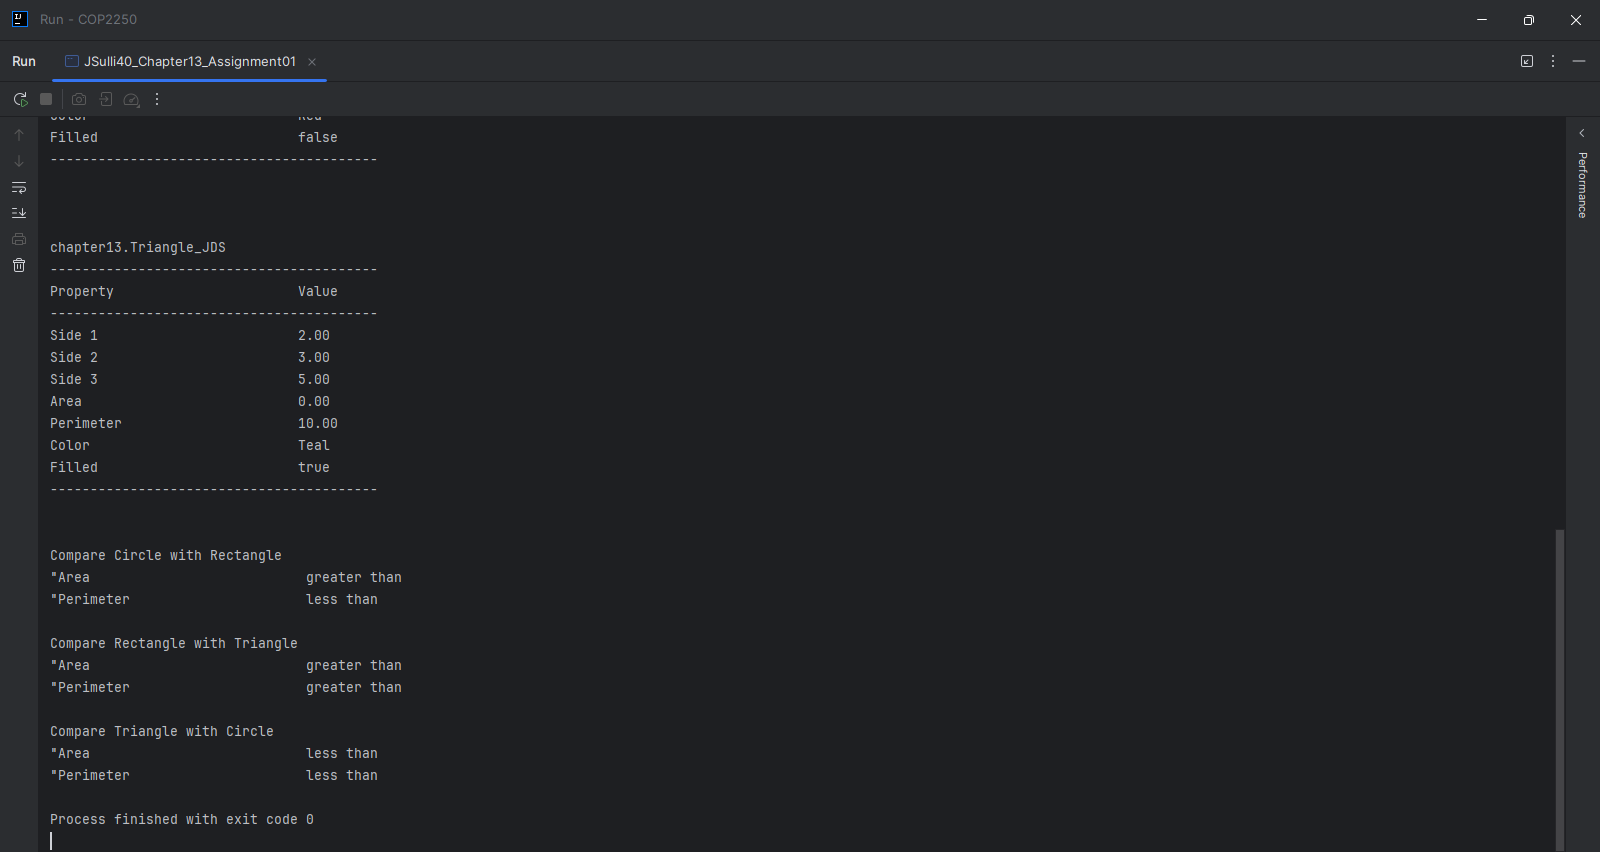 Run - COP2250
Run JSulli40_Chapter13_Assignment01
Color Red
Filled false
-----------------------------------------
chapter13.Triangle_JDS
-----------------------------------------
Property Value
-----------------------------------------
Side 1 2.00
Side 2 3.00
Side 3 5.00
Area 0.00
Perimeter 10.00
Color Teal
Filled true
-----------------------------------------
Compare Circle with Rectangle
"Area greater than
"Perimeter less than
Compare Rectangle with Triangle
"Area greater than
"Perimeter greater than
Compare Triangle with Circle
"Area less than
"Perimeter less than
Process finished with exit code 0
Performance